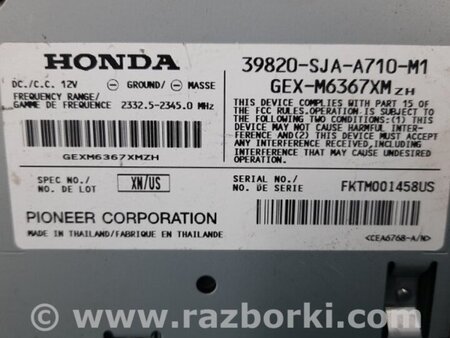 HONDA
39820-SJA-A710-M1
GEX-M6367XM ZH
DC./C.C. 12V ⊖ GROUND/ ⊖ MASSE
FREQUENCY RANGE/
GAMME DE FREQUENCE 2332.5-2345.0 MHz
THIS DEVICE COMPLIES WITH PART 15 OF
THE FCC RULES.OPERATION IS SUBJECT TO
THE FOLLOWING TWO CONDITIONS:
(1)THIS DEVICE MAY NOT CAUSE HARMFUL
INTERFERENCE,AND(2)THIS DEVICE MUST
ACCEPT ANY INTERFERENCE RECEIVED,
INCLUDING INTERFERENCE THAT MAY
CAUSE UNDESIRED OPERATION.
GEXM6367XMZH
SPEC NO./
NO. DE LOT
XN/US
SERIAL NO./
NO. DE SERIE
FKTM001458US
PIONEER CORPORATION
MADE IN THAILAND/FABRIQUÉ EN THAILANDE
<CEA6768-A/N>
www.razborki.com